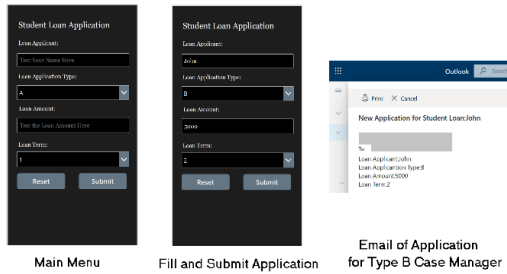 Student Loan Application
Loan Applicant:
Text Your Name Here
Loan Application Type:
A
Loan Amount:
Text the Loan Amount Here
Loan Term:
1
Reset
Submit
Main Menu
Student Loan Application
Loan Applicant:
John
Loan Application Type:
B
Loan Amount:
5000
Loan Term:
2
Reset
Submit
Fill and Submit Application
Outlook
Search
Print
Cancel
New Application for Student Loan:John
To
Loan Applicant:John
Loan Application Type:B
Loan Amount:5000
Loan Term:2
Email of Application
for Type B Case Manager